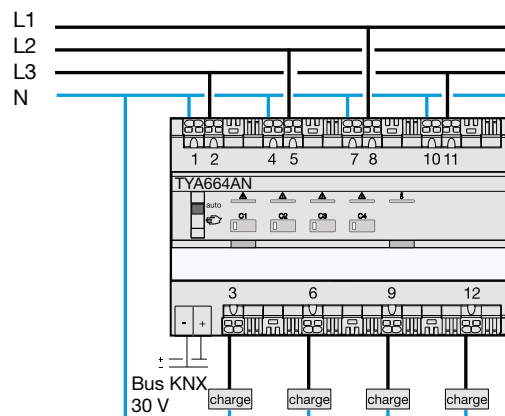 L1
L2
L3
N
1 2 4 5 7 8 10 11
TYA664AN
auto
C1 C2 C3 C4
3 6 9 12
- +
- +
Bus KNX
30 V
charge charge charge charge